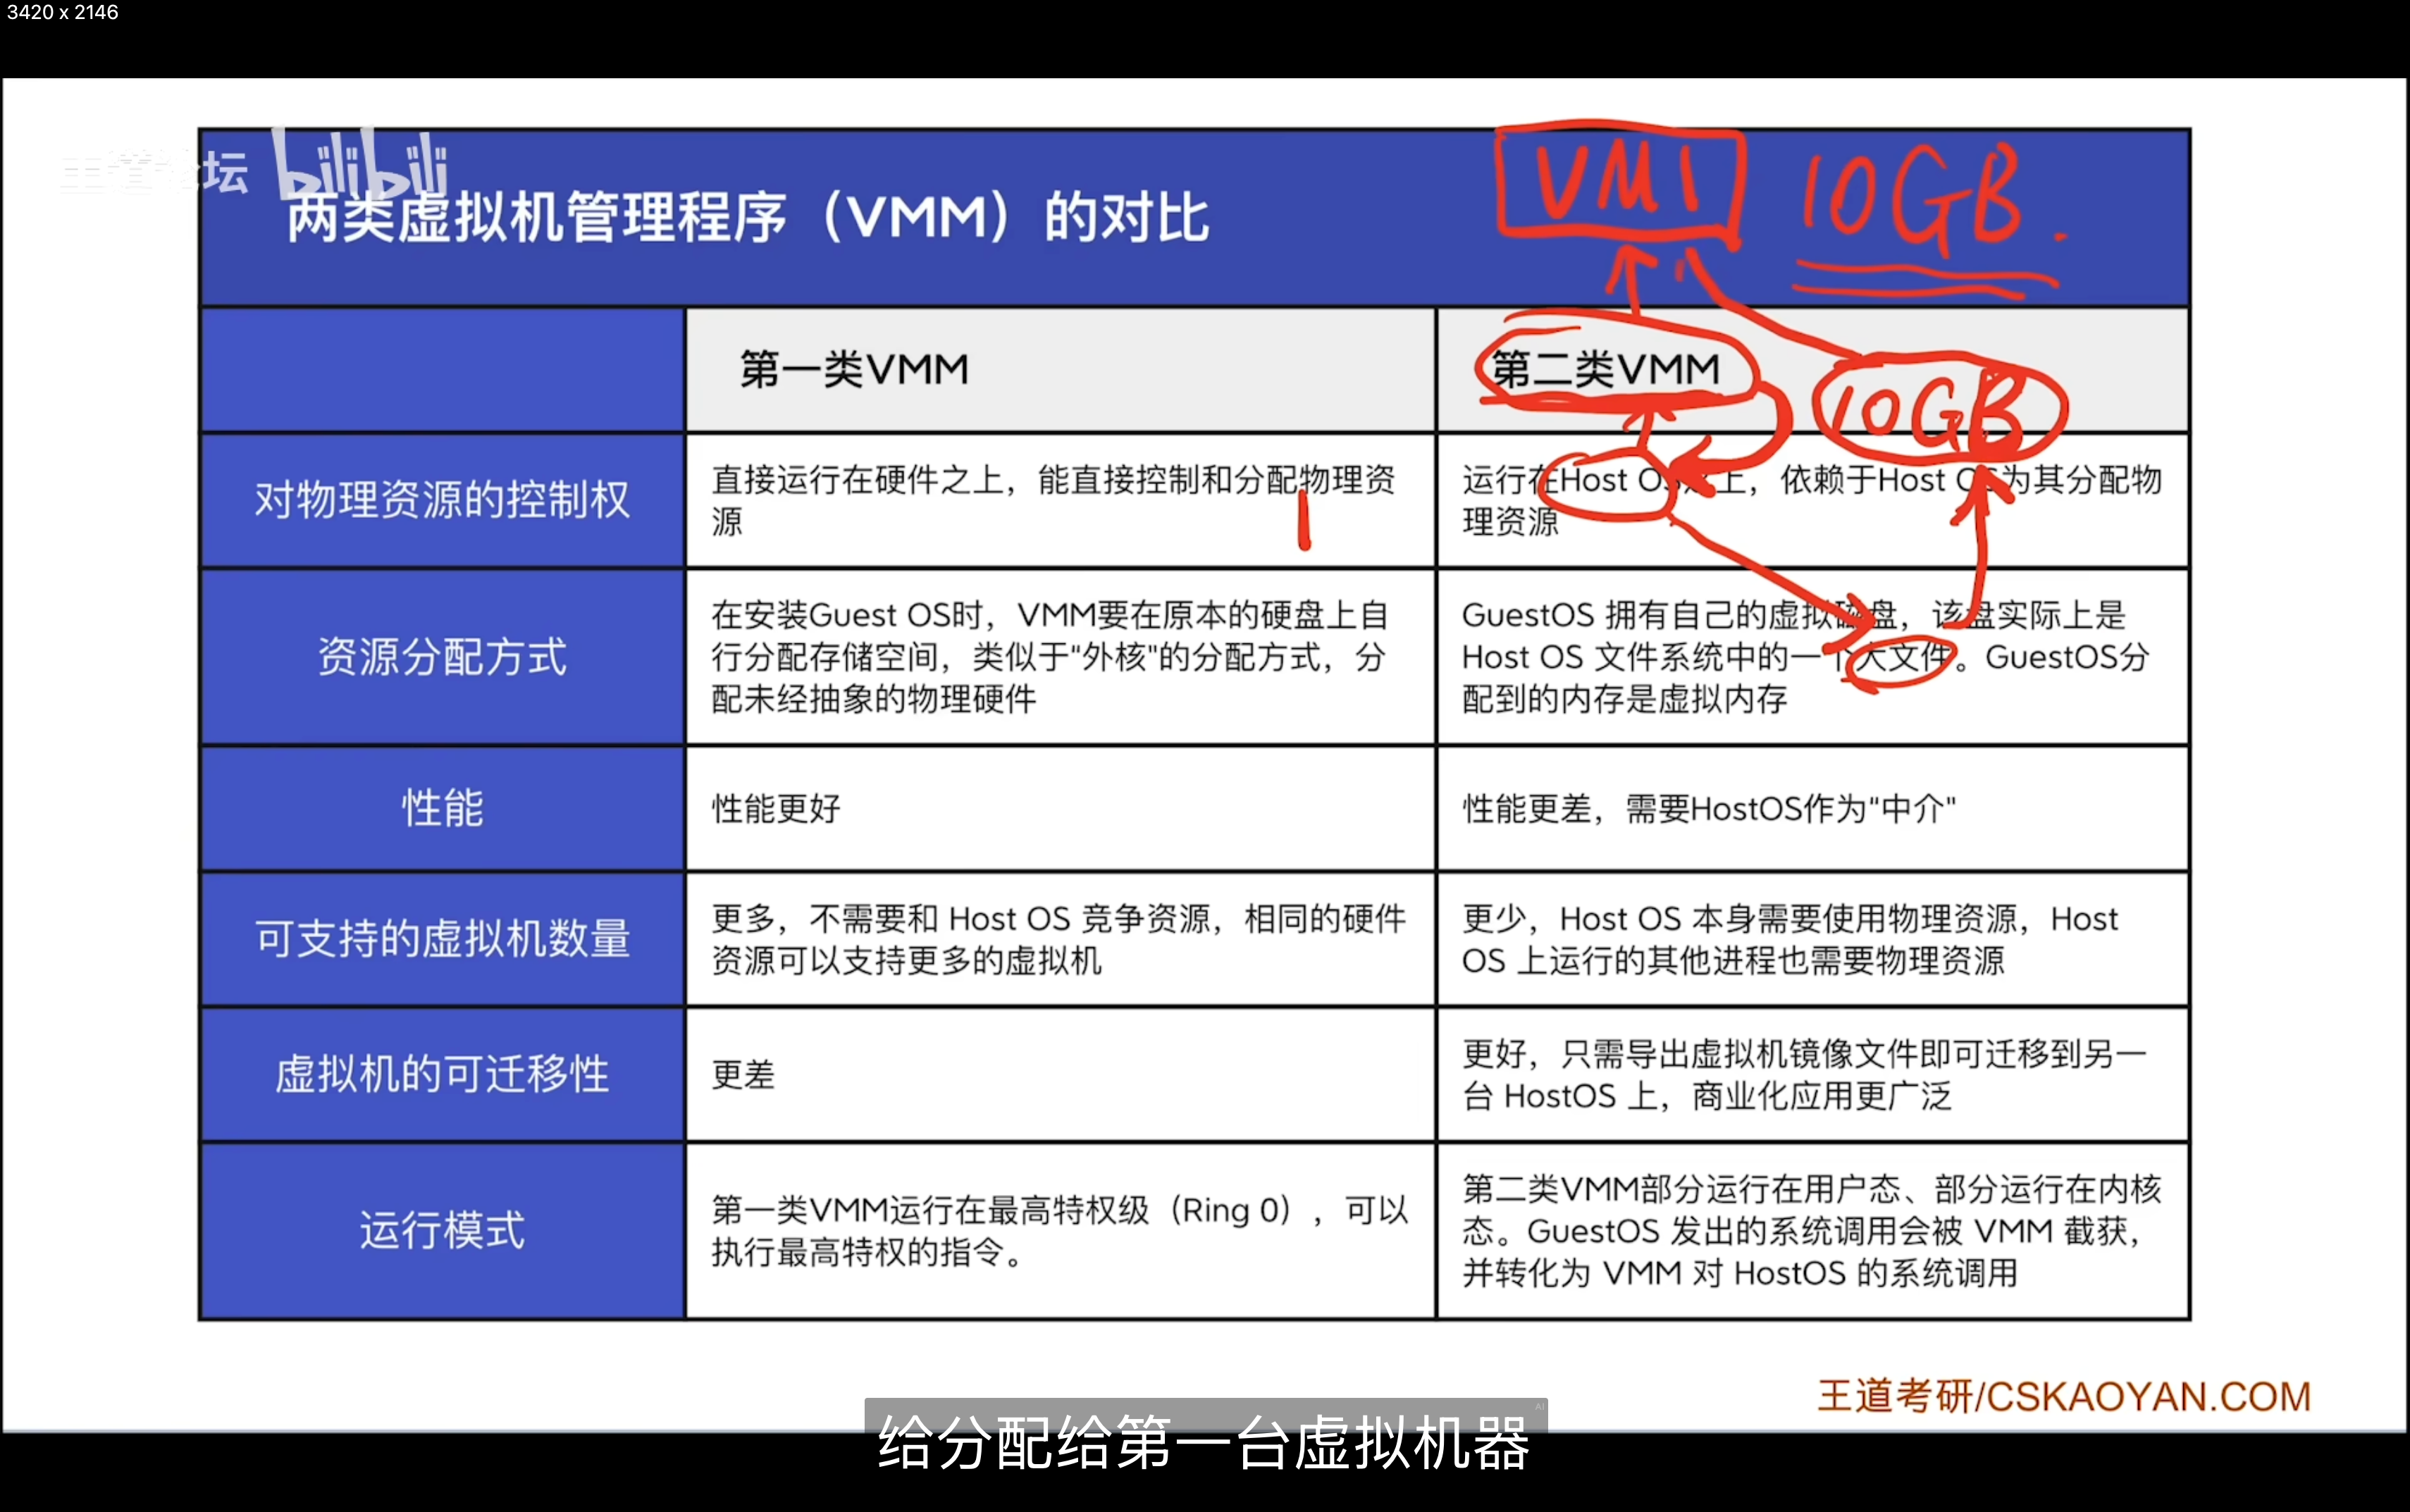 3420 x 2146
坛 bilibili
两类虚拟机管理程序（VMM）的对比
VM1 10GB.
第一类VMM
第二类VMM
10GB
对物理资源的控制权
直接运行在硬件之上，能直接控制和分配物理资
源
运行在Host OS之上，依赖于Host OS为其分配物
理资源
资源分配方式
在安装Guest OS时，VMM要在原本的硬盘上自
行分配存储空间，类似于“外核"的分配方式，分
配未经抽象的物理硬件
GuestOS 拥有自己的虚拟磁盘，该盘实际上是
Host OS 文件系统中的一个大文件。GuestOS分
配到的内存是虚拟内存
性能
性能更好
性能更差，需要HostOS作为"中介"
可支持的虚拟机数量
更多，不需要和 Host OS 竞争资源，相同的硬件
资源可以支持更多的虚拟机
更少，Host OS 本身需要使用物理资源，Host
OS 上运行的其他进程也需要物理资源
虚拟机的可迁移性
更差
更好，只需导出虚拟机镜像文件即可迁移到另一
台 HostOS 上，商业化应用更广泛
运行模式
第一类VMM运行在最高特权级（Ring 0），可以
执行最高特权的指令。
第二类VMM部分运行在用户态、部分运行在内核
态。GuestOS 发出的系统调用会被 VMM 截获，
并转化为 VMM 对 HostOS 的系统调用
王道考研/CSKAOYAN.COM
AI
给分配给第一台虚拟机器